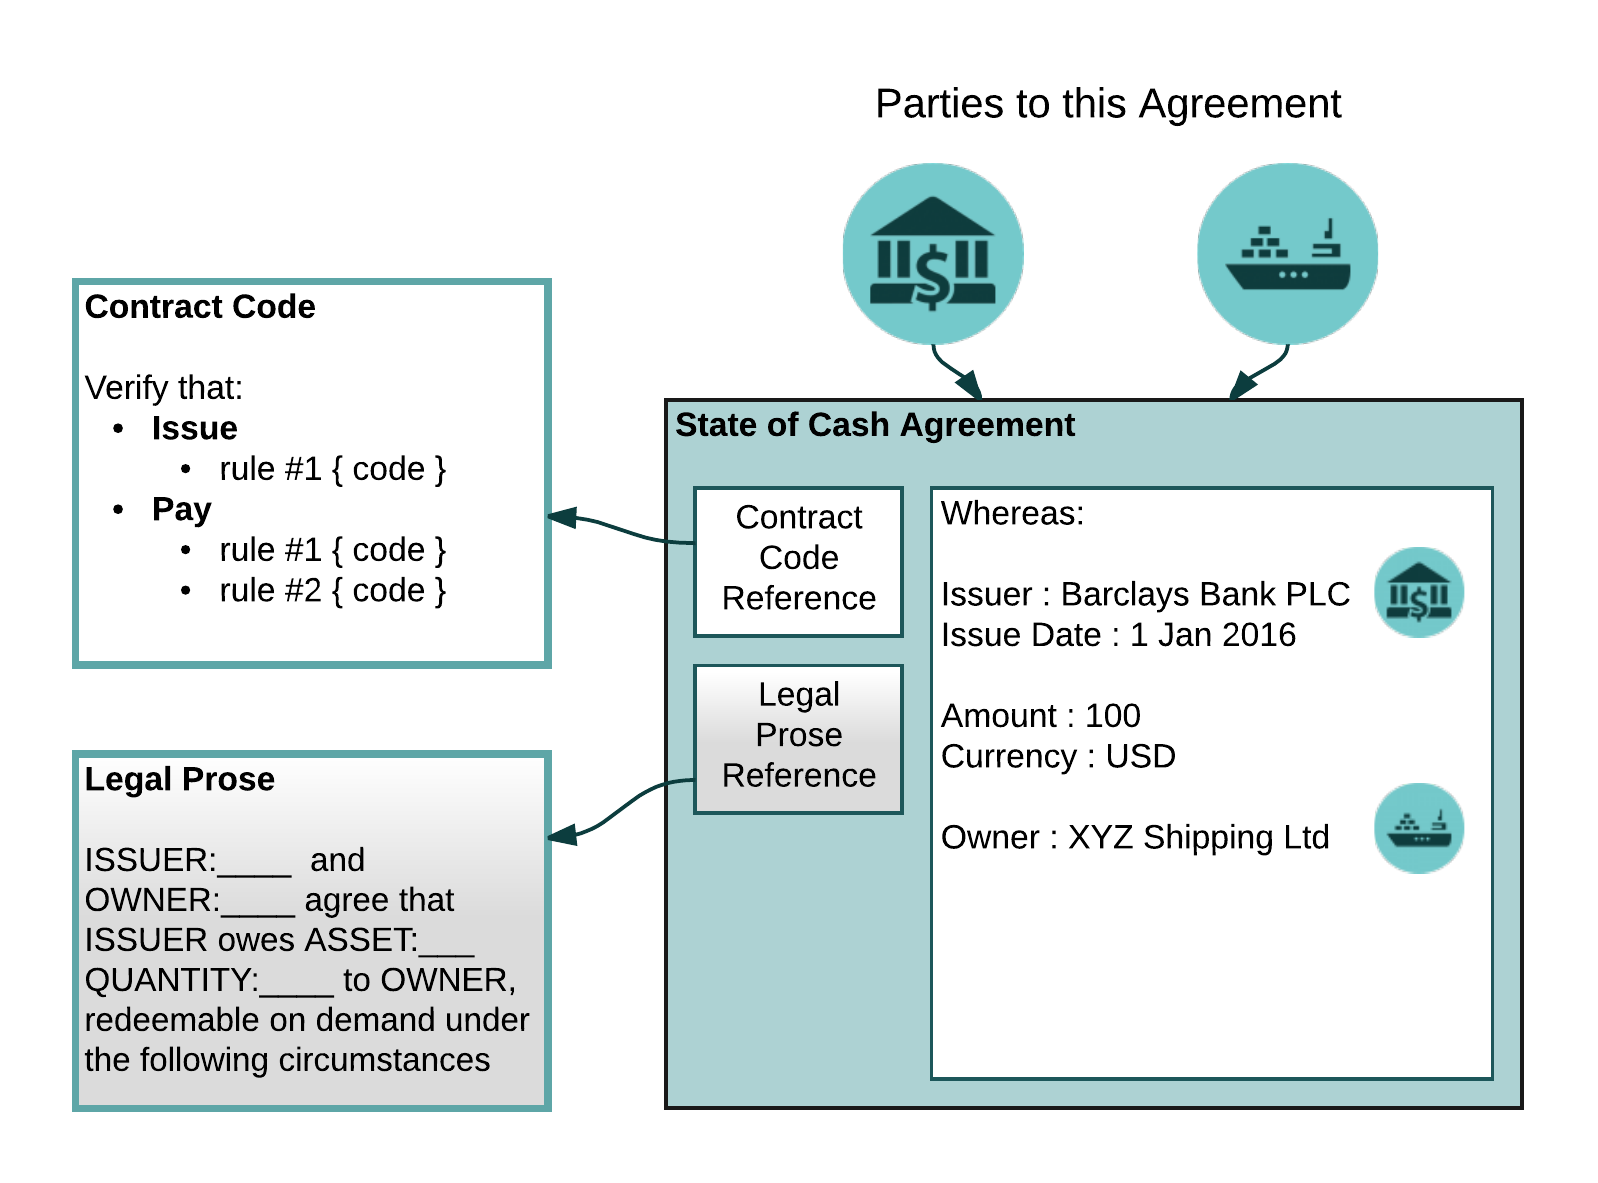 Parties to this Agreement
Contract Code
Verify that:
• Issue
• rule #1 { code }
• Pay
• rule #1 { code }
• rule #2 { code }
Legal Prose
ISSUER:____ and
OWNER:____ agree that
ISSUER owes ASSET:___
QUANTITY:____ to OWNER,
redeemable on demand under
the following circumstances
State of Cash Agreement
Contract
Code
Reference
Legal
Prose
Reference
Whereas:
Issuer : Barclays Bank PLC
Issue Date : 1 Jan 2016
Amount : 100
Currency : USD
Owner : XYZ Shipping Ltd